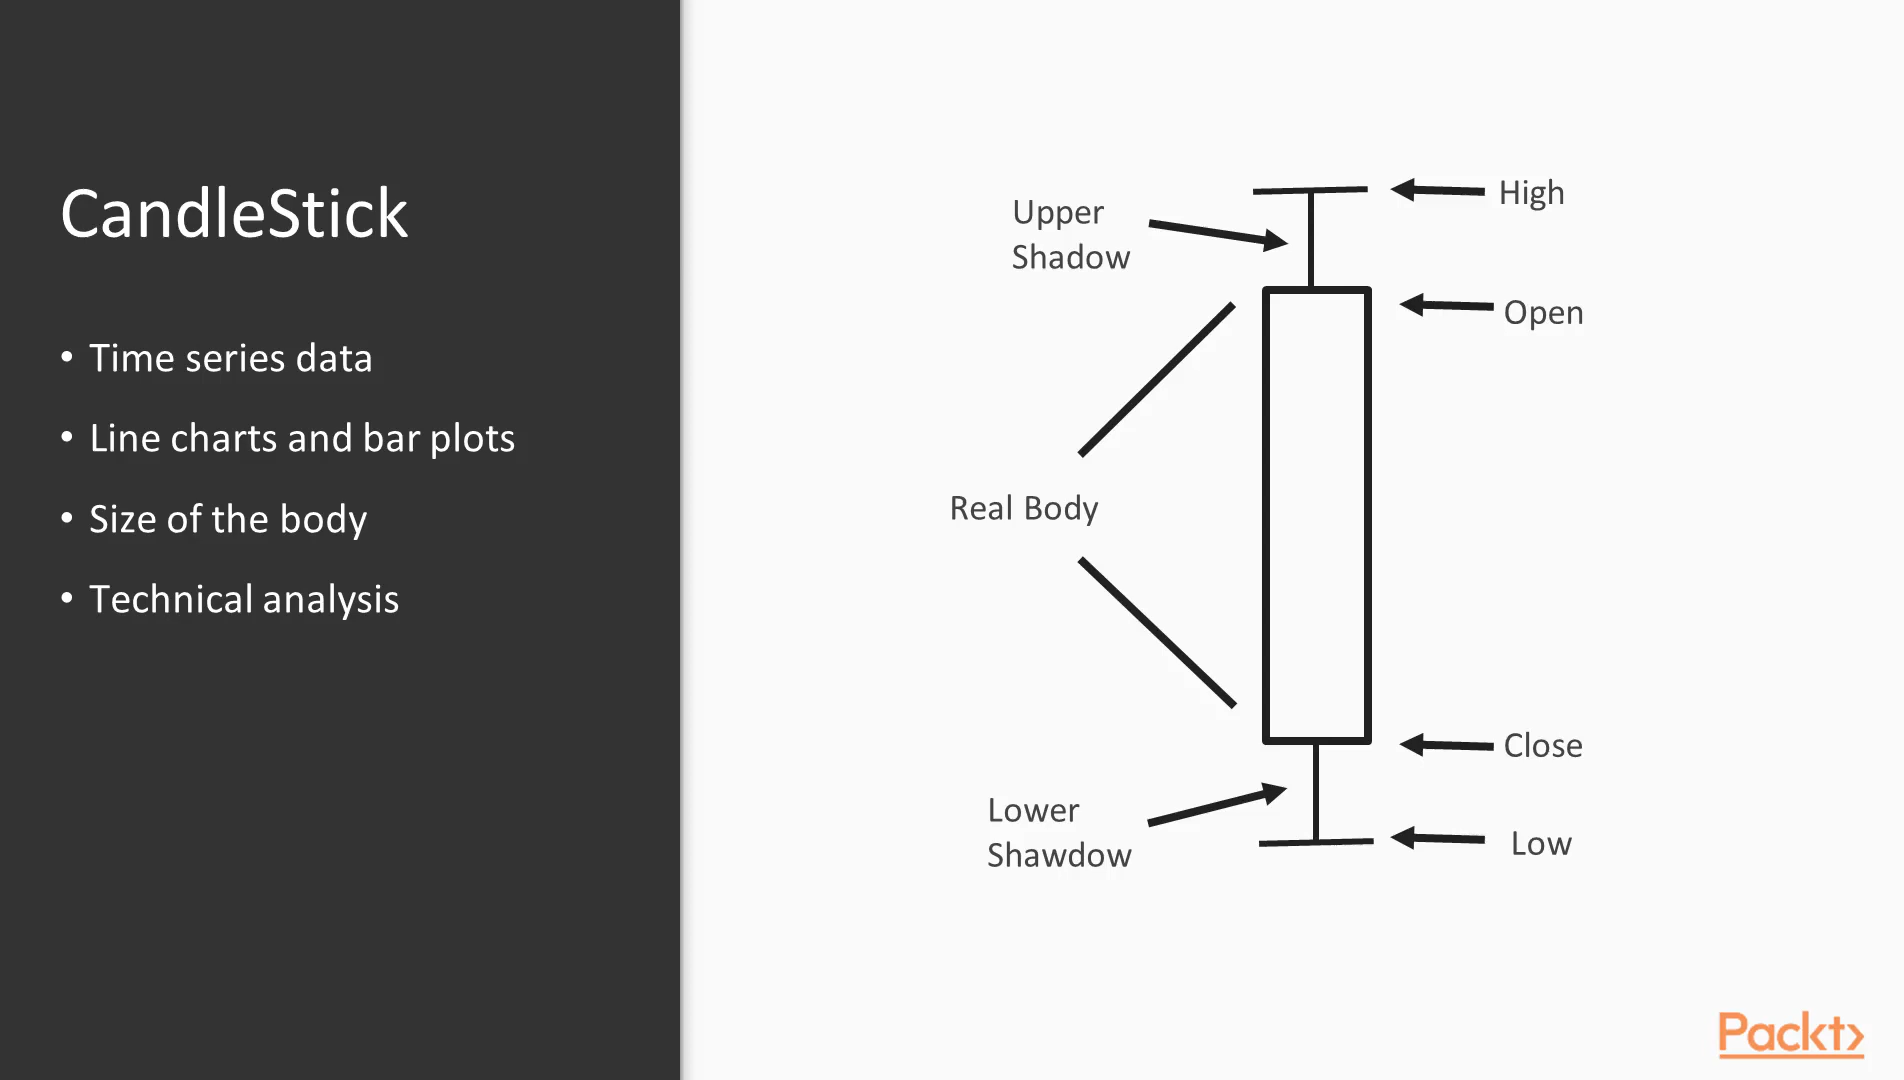 CandleStick
• Time series data
• Line charts and bar plots
• Size of the body
• Technical analysis
Upper
Shadow
High
Open
Real Body
Close
Lower
Shawdow
Low
Packt>